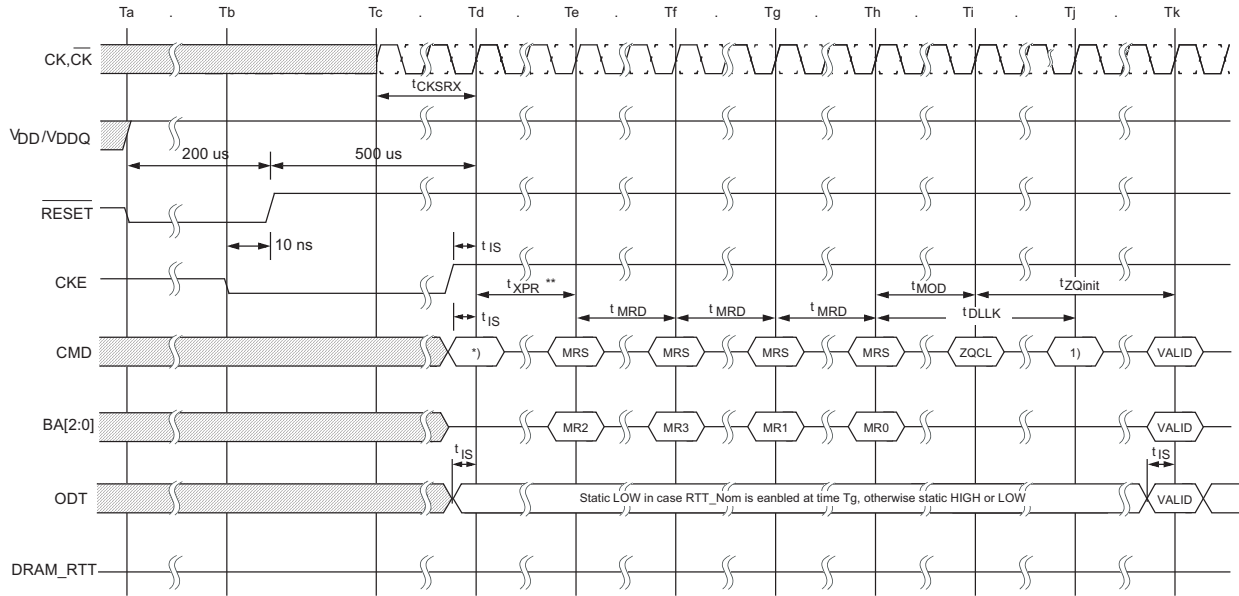 Ta . Tb Tc . Td . Te . Tf . Tg . Th . Ti . Tj . Tk
CK,CK
tCKSRX
VDD/VDDQ
200 us 500 us
RESET
10 ns tIS
CKE
tXPR ** tMOD tZQinit
tIS tMRD tMRD tMRD tDLLK
CMD *) MRS MRS MRS MRS ZQCL 1) VALID
BA[2:0] MR2 MR3 MR1 MR0 VALID
tIS tIS
ODT Static LOW in case RTT_Nom is eanbled at time Tg, otherwise static HIGH or LOW VALID
DRAM_RTT